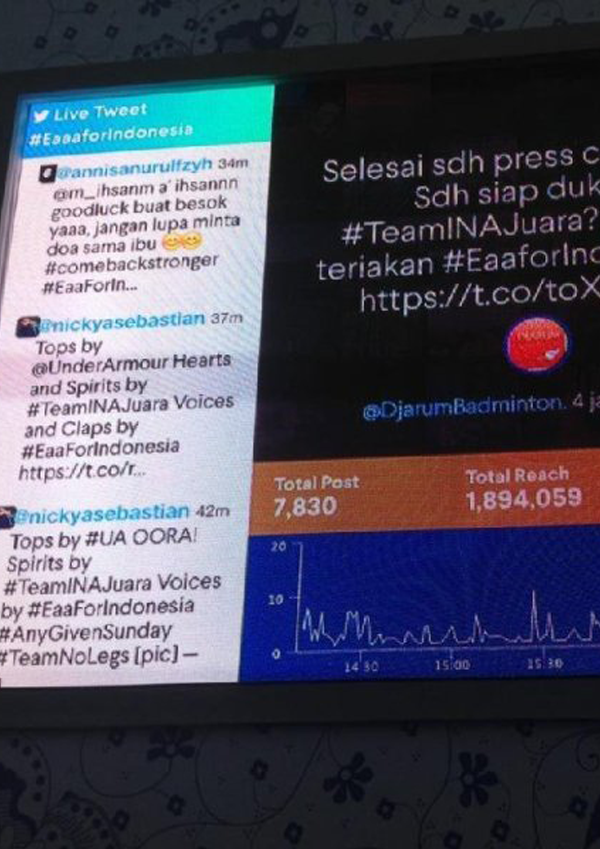 Live Tweet
#EaaaforIndonesia
@annisanurulfzyh 34m
@m_ihsanm a' ihsannn
goodluck buat besok
yaaa, jangan lupa minta
doa sama ibu 😊😊
#comebackstronger
#EaaForIn...
@nickyasebastian 37m
Tops by
@UnderArmour Hearts
and Spirits by
#TeamINAJuara Voices
and Claps by
#EaaForIndonesia
https://t.co/r...
@nickyasebastian 42m
Tops by #UA OORA!
Spirits by
#TeamINAJuara Voices
by #EaaForIndonesia
#AnyGivenSunday
#TeamNoLegs [pic] —
Selesai sdh press c
Sdh siap duk
#TeamINAJuara?
teriakan #EaaforInd
https://t.co/toX
@DjarumBadminton. 4 ja
Total Post
7,830
Total Reach
1,894,059
20
10
0
14:30
15:00
15:30